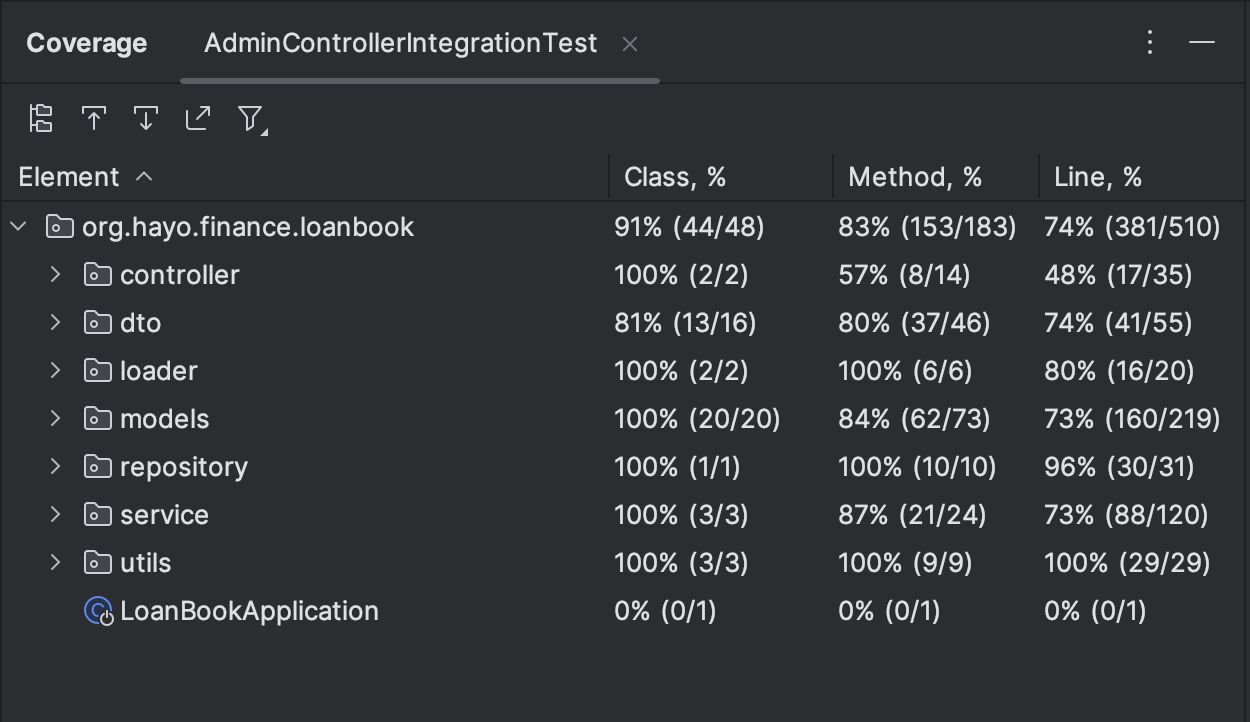 Coverage AdminControllerIntegrationTest
Element Class, % Method, % Line, %
org.hayo.finance.loanbook 91% (44/48) 83% (153/183) 74% (381/510)
controller 100% (2/2) 57% (8/14) 48% (17/35)
dto 81% (13/16) 80% (37/46) 74% (41/55)
loader 100% (2/2) 100% (6/6) 80% (16/20)
models 100% (20/20) 84% (62/73) 73% (160/219)
repository 100% (1/1) 100% (10/10) 96% (30/31)
service 100% (3/3) 87% (21/24) 73% (88/120)
utils 100% (3/3) 100% (9/9) 100% (29/29)
LoanBookApplication 0% (0/1) 0% (0/1) 0% (0/1)